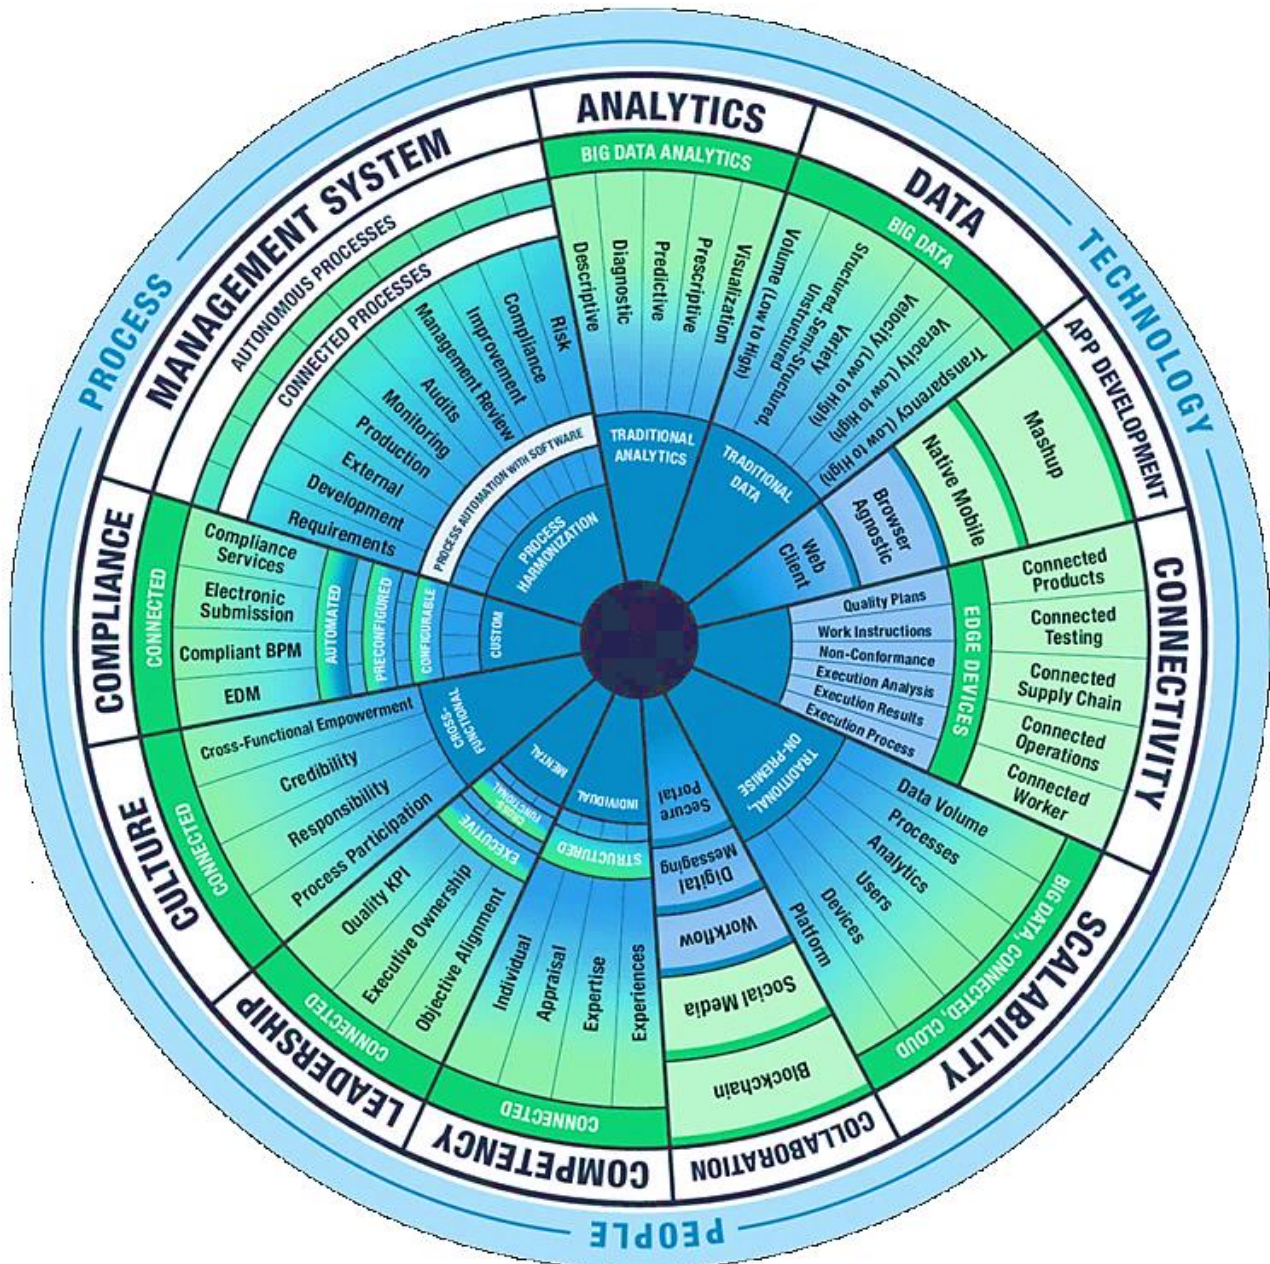 PROCESS
TECHNOLOGY
PEOPLE
ANALYTICS
BIG DATA ANALYTICS
Descriptive
Diagnostic
Predictive
Prescriptive
Visualization
TRADITIONAL
ANALYTICS
DATA
BIG DATA
Volume (Low to High)
Structured, Semi-Structured,
Unstructured
Variety
Velocity (Low to High)
Veracity (Low to High)
Transparency (Low to High)
TRADITIONAL
DATA
APP DEVELOPMENT
Mashup
Native Mobile
Browser
Agnostic
Web
Client
CONNECTIVITY
Connected
Products
Connected
Testing
Connected
Supply Chain
Connected
Operations
Connected
Worker
EDGE DEVICES
Quality Plans
Work Instructions
Non-Conformance
Execution Analysis
Execution Results
Execution Process
SCALABILITY
BIG DATA, CONNECTED, CLOUD
Data Volume
Processes
Analytics
Users
Devices
Platform
TRADITIONAL,
ON-PREMISE
COLLABORATION
Blockchain
Social Media
Workflow
Digital
Messaging
Secure
Portal
COMPETENCY
CONNECTED
Individual
Appraisal
Expertise
Experiences
STRUCTURED
INDIVIDUAL
LEADERSHIP
CONNECTED
Quality KPI
Executive Ownership
Objective Alignment
EXECUTIVE
CROSS-
FUNCTIONAL
MENTAL
CULTURE
CONNECTED
Cross-Functional Empowerment
Credibility
Responsibility
Process Participation
CROSS-
FUNCTIONAL
COMPLIANCE
CONNECTED
Compliance
Services
Electronic
Submission
Compliant BPM
EDM
AUTOMATED
PRECONFIGURED
CONFIGURABLE
CUSTOM
MANAGEMENT SYSTEM
AUTONOMOUS PROCESSES
CONNECTED PROCESSES
Requirements
Development
External
Production
Monitoring
Audits
Management Review
Improvement
Compliance
Risk
PROCESS AUTOMATION WITH SOFTWARE
PROCESS
HARMONIZATION